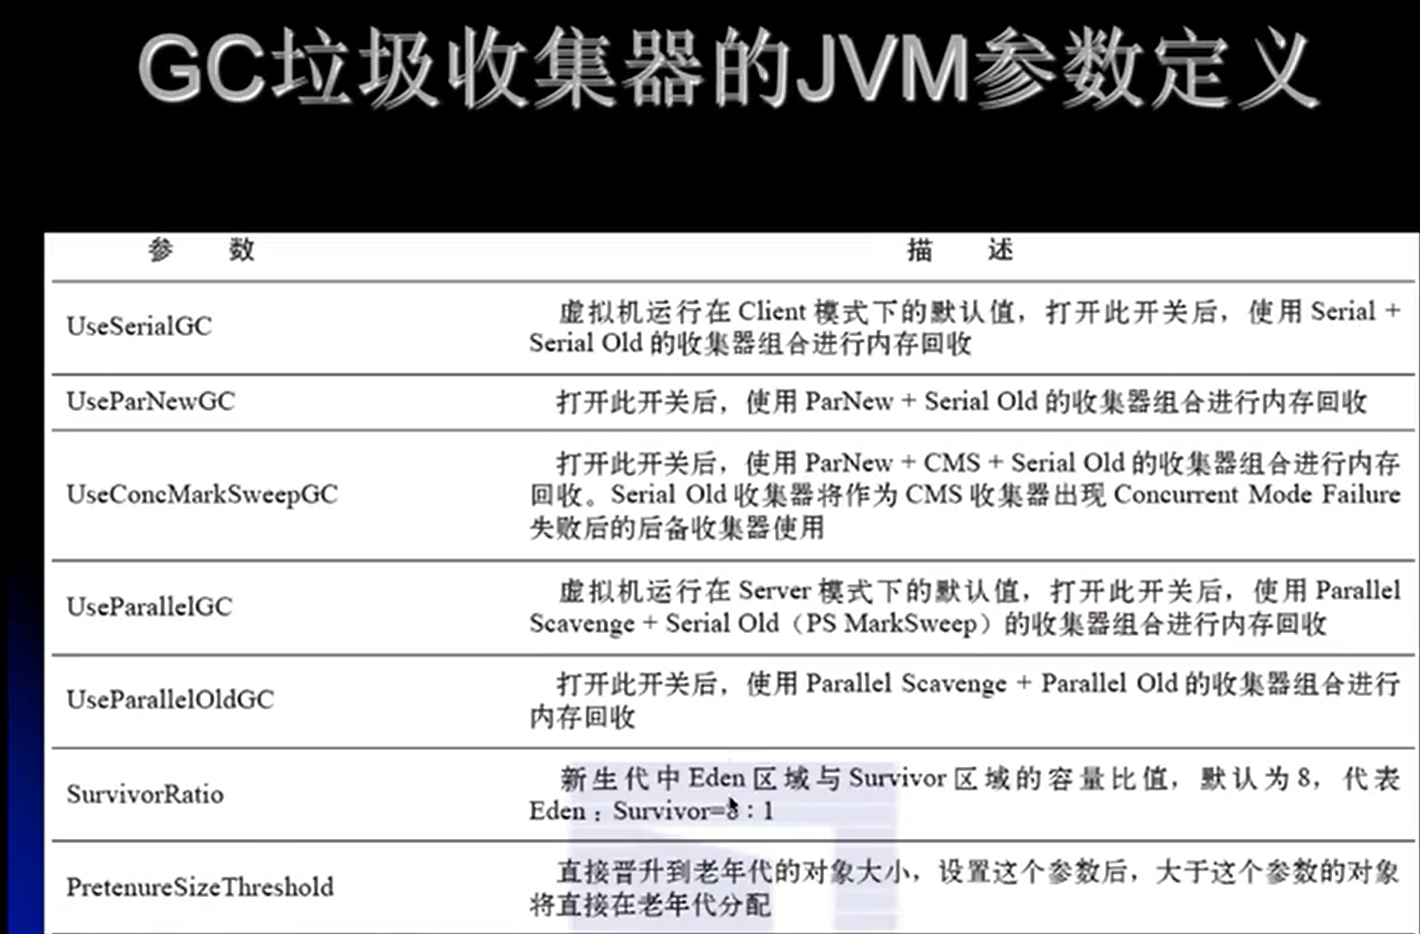 GC垃圾收集器的JVM参数定义
参 数 描 述
UseSerialGC
虚拟机运行在 Client 模式下的默认值，打开此开关后，使用 Serial +
Serial Old 的收集器组合进行内存回收
UseParNewGC
打开此开关后，使用 ParNew + Serial Old 的收集器组合进行内存回收
UseConcMarkSweepGC
打开此开关后，使用 ParNew + CMS + Serial Old 的收集器组合进行内存
回收。Serial Old 收集器将作为 CMS 收集器出现 Concurrent Mode Failure
失败后的后备收集器使用
UseParallelGC
虚拟机运行在 Server 模式下的默认值，打开此开关后，使用 Parallel
Scavenge + Serial Old（PS MarkSweep）的收集器组合进行内存回收
UseParallelOldGC
打开此开关后，使用 Parallel Scavenge + Parallel Old 的收集器组合进行
内存回收
SurvivorRatio
新生代中 Eden 区域与 Survivor 区域的容量比值，默认为 8，代表
Eden：Survivor=8：1
PretenureSizeThreshold
直接晋升到老年代的对象大小，设置这个参数后，大于这个参数的对象
将直接在老年代分配